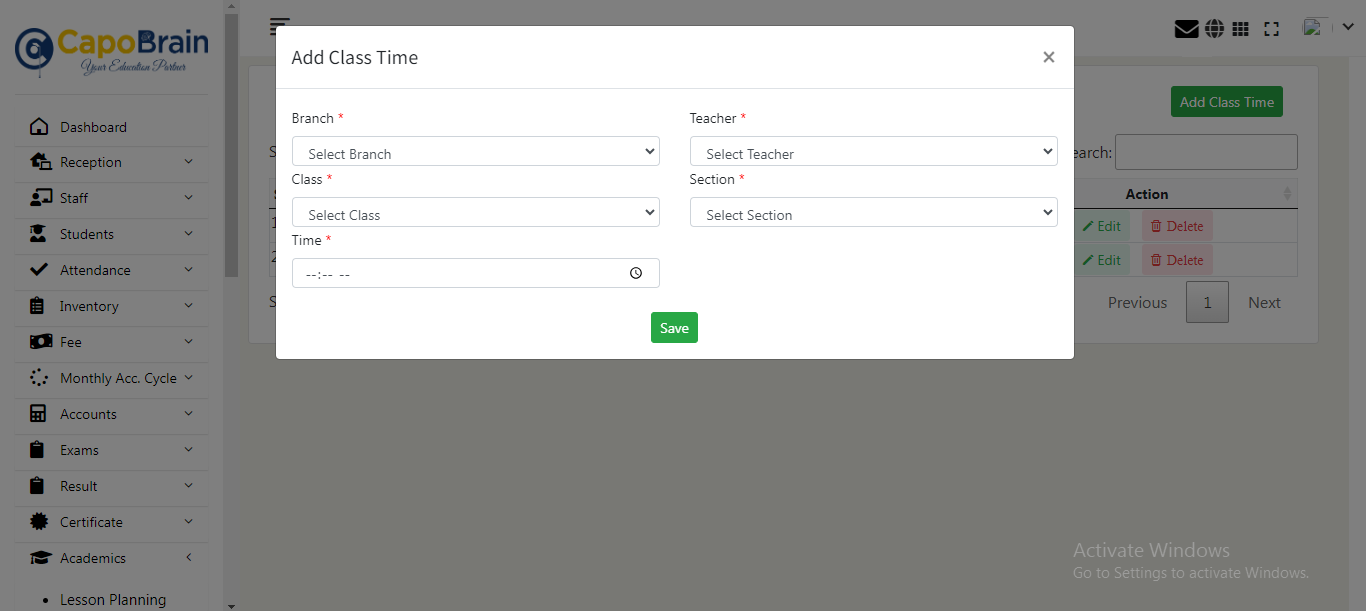 CapoBrain
Your Education Partner
Dashboard
Reception
Staff
Students
Attendance
Inventory
Fee
Monthly Acc. Cycle
Accounts
Exams
Result
Certificate
Academics
Lesson Planning
Add Class Time ×
Branch * Teacher *
Select Branch Select Teacher
Class * Section *
Select Class Select Section
Time *
--:-- --
Save
Add Class Time
earch:
Action
Edit Delete
Edit Delete
Previous 1 Next
Activate Windows
Go to Settings to activate Windows.